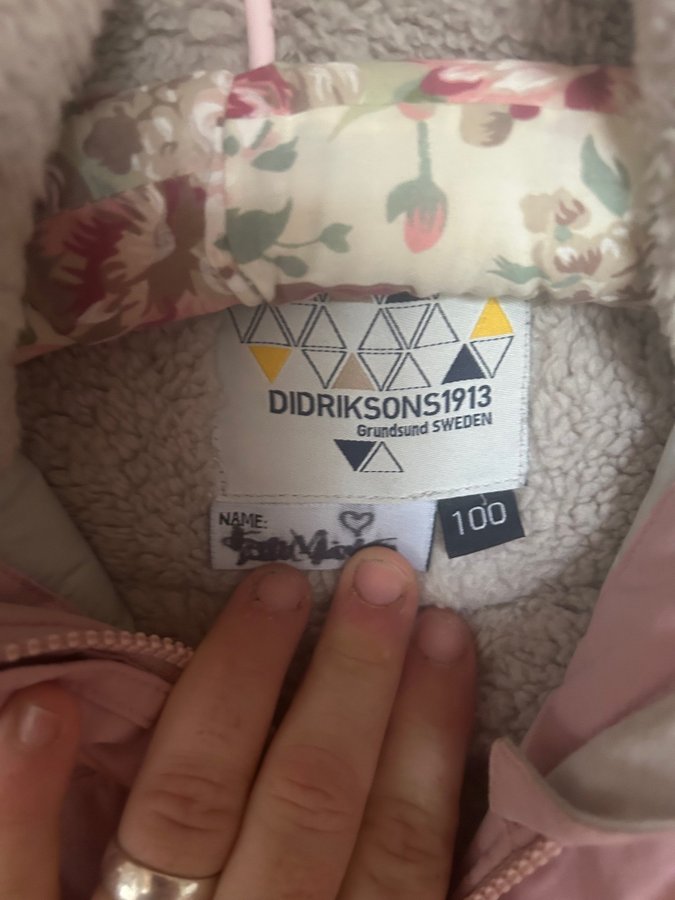 DIDRIKSONS1913
Grundsund SWEDEN
NAME:
100